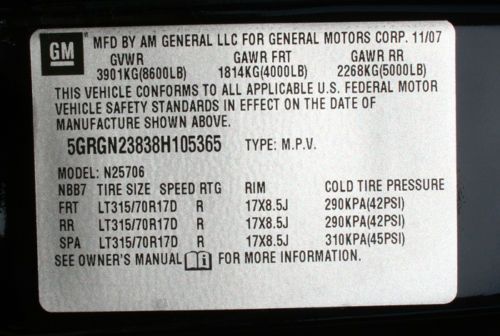 GM
MFD BY AM GENERAL LLC FOR GENERAL MOTORS CORP. 11/07
GVWR GAWR FRT GAWR RR
3901KG(8600LB) 1814KG(4000LB) 2268KG(5000LB)
THIS VEHICLE CONFORMS TO ALL APPLICABLE U.S. FEDERAL MOTOR
VEHICLE SAFETY STANDARDS IN EFFECT ON THE DATE OF
MANUFACTURE SHOWN ABOVE.
5GRGN23838H105365 TYPE: M.P.V.
MODEL: N25706
NBB7 TIRE SIZE SPEED RTG RIM COLD TIRE PRESSURE
FRT LT315/70R17D R 17X8.5J 290KPA(42PSI)
RR LT315/70R17D R 17X8.5J 290KPA(42PSI)
SPA LT315/70R17D R 17X8.5J 310KPA(45PSI)
SEE OWNER'S MANUAL i FOR MORE INFORMATION.